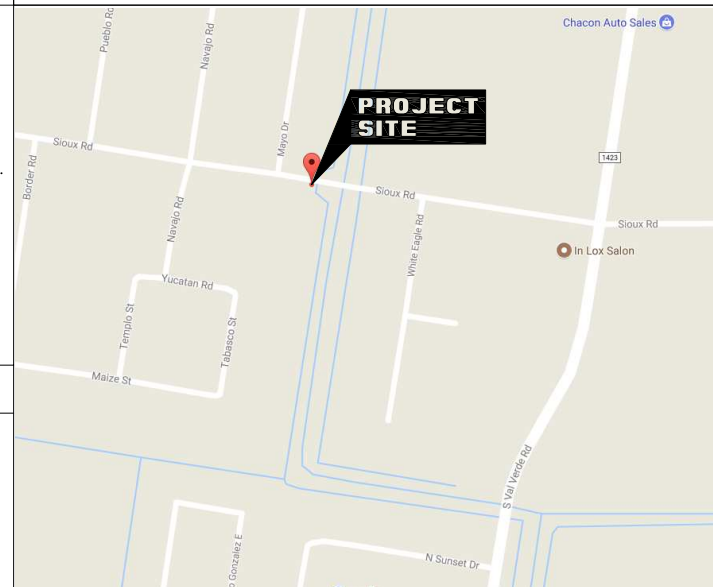 Pueblo Rd
Navajo Rd
Chacon Auto Sales
PROJECT
SITE
Mayo Dr
Sioux Rd
1423
Border Rd
Sioux Rd
Sioux Rd
Navajo Rd
White Eagle Rd
In Lox Salon
Yucatan Rd
Templo St
Tabasco St
Maize St
S Val Verde Rd
Gonzalez E
N Sunset Dr